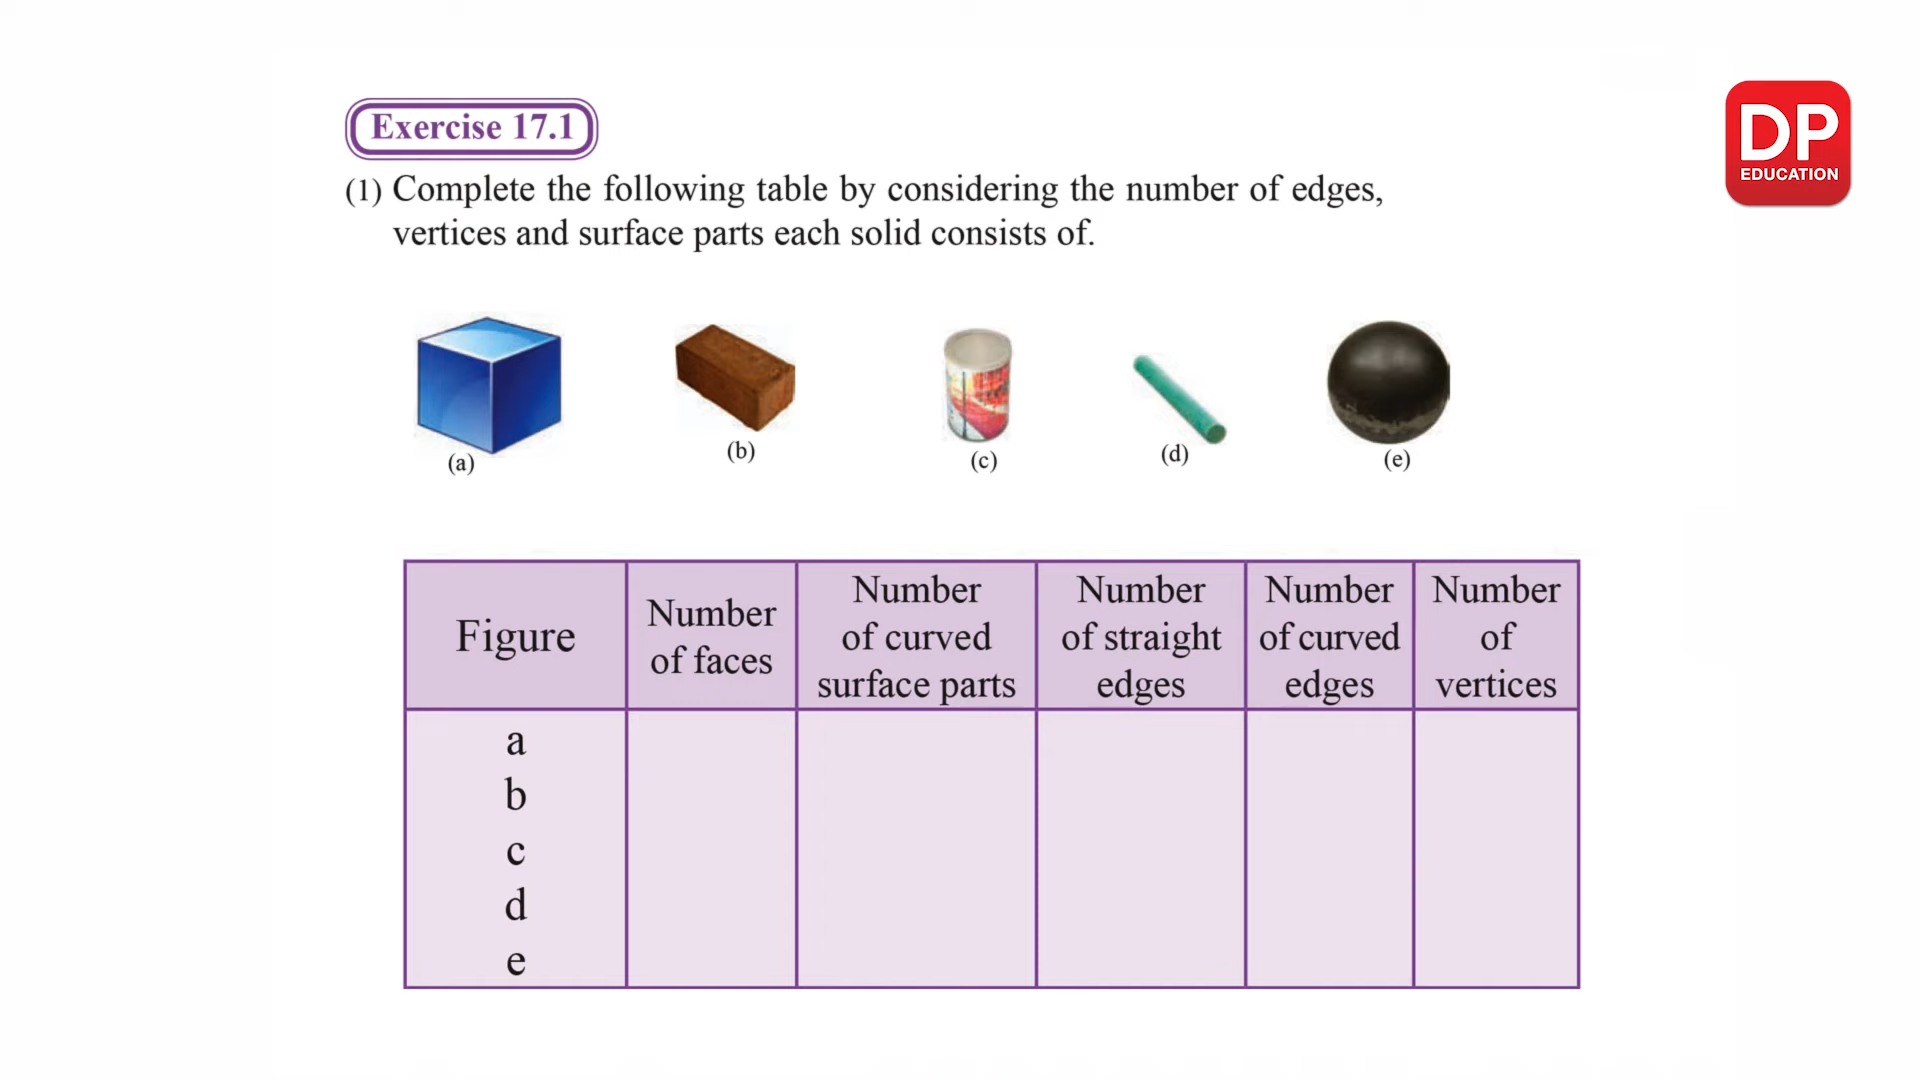 DP
EDUCATION
Exercise 17.1
(1) Complete the following table by considering the number of edges,
vertices and surface parts each solid consists of.
(a)
(b)
(c)
(d)
(e)
Figure
Number
of faces
Number
of curved
surface parts
Number
of straight
edges
Number
of curved
edges
Number
of
vertices
a
b
c
d
e